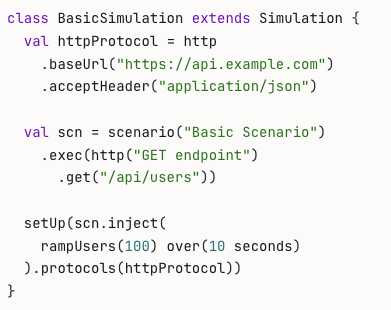 class BasicSimulation extends Simulation {
  val httpProtocol = http
    .baseUrl("https://api.example.com")
    .acceptHeader("application/json")

  val scn = scenario("Basic Scenario")
    .exec(http("GET endpoint")
      .get("/api/users"))

  setUp(scn.inject(
    rampUsers(100) over(10 seconds)
  ).protocols(httpProtocol))
}